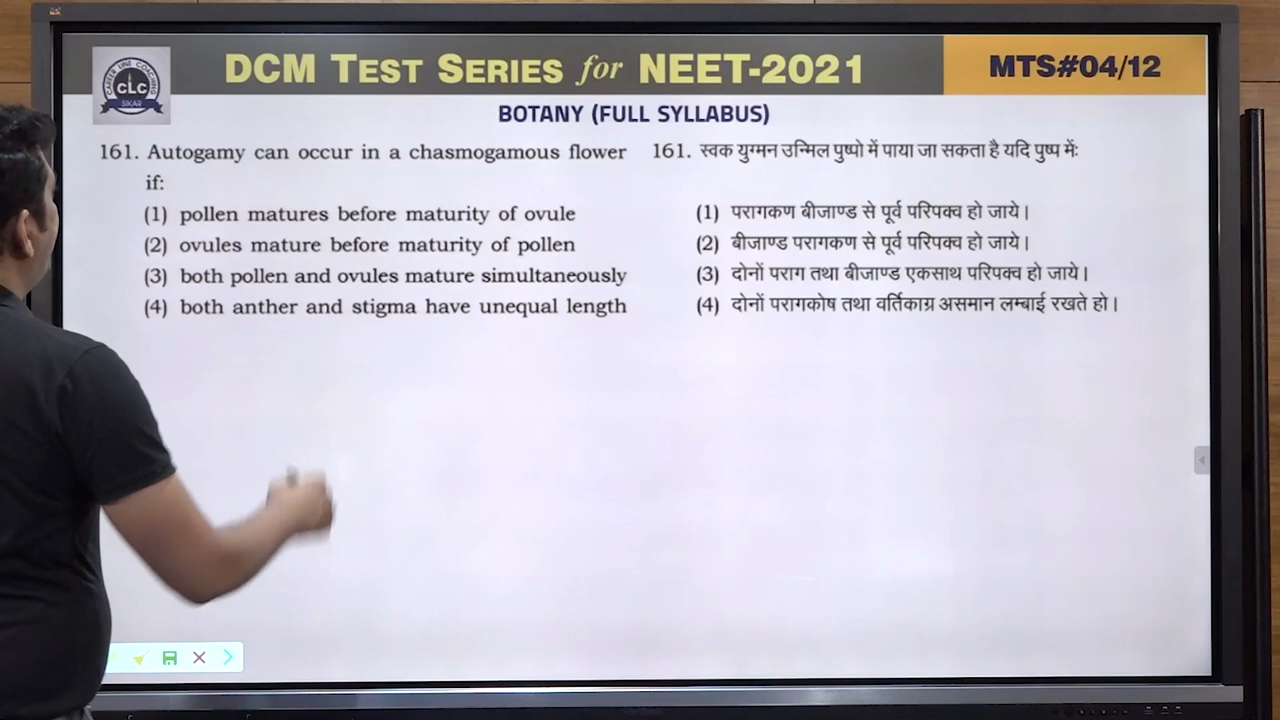 DCM TEST SERIES for NEET-2021
MTS#04/12
CAREER LINE COACHING
CLC
SIKAR
BOTANY (FULL SYLLABUS)
161. Autogamy can occur in a chasmogamous flower
if:
(1) pollen matures before maturity of ovule
(2) ovules mature before maturity of pollen
(3) both pollen and ovules mature simultaneously
(4) both anther and stigma have unequal length
161. स्वक युग्मन उन्मिल पुष्पो में पाया जा सकता है यदि पुष्प में:
(1) परागकण बीजाण्ड से पूर्व परिपक्व हो जाये।
(2) बीजाण्ड परागकण से पूर्व परिपक्व हो जाये।
(3) दोनों पराग तथा बीजाण्ड एकसाथ परिपक्व हो जाये।
(4) दोनों परागकोष तथा वर्तिकाग्र असमान लम्बाई रखते हो।